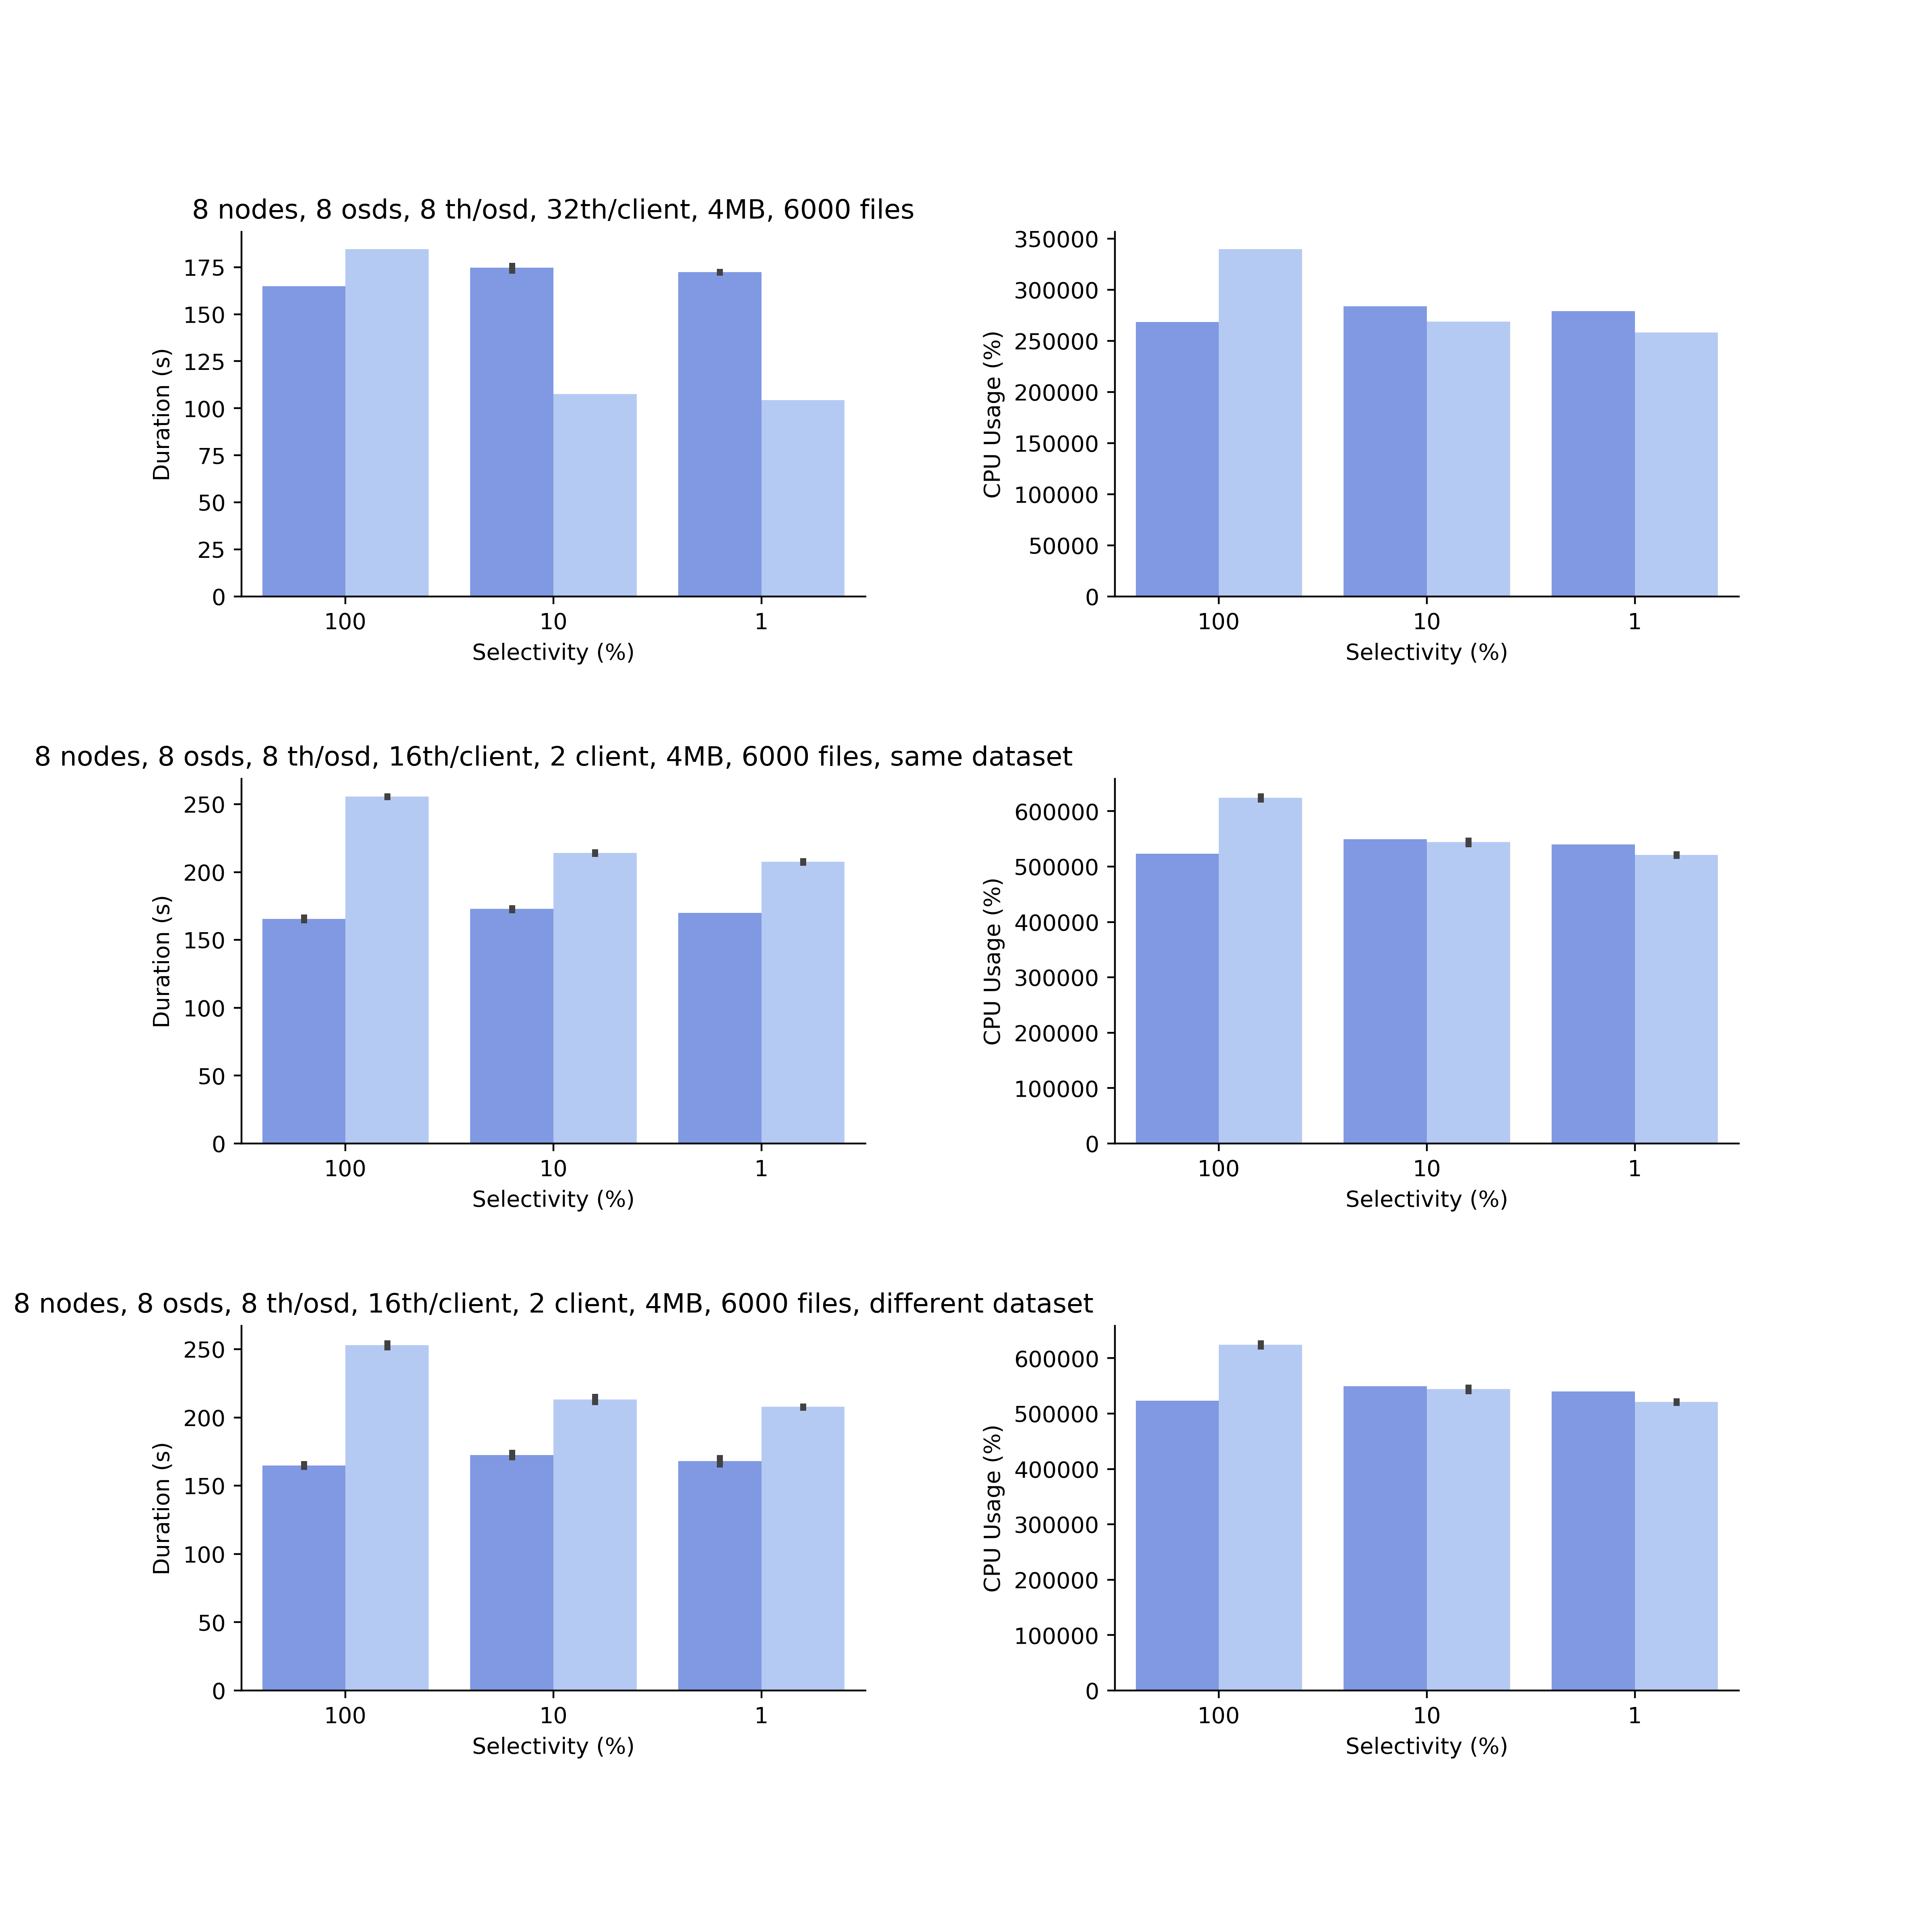 8 nodes, 8 osds, 8 th/osd, 32th/client, 4MB, 6000 files
Duration (s)
175
150
125
100
75
50
25
0
100 10 1
Selectivity (%)
CPU Usage (%)
350000
300000
250000
200000
150000
100000
50000
0
100 10 1
Selectivity (%)
8 nodes, 8 osds, 8 th/osd, 16th/client, 2 client, 4MB, 6000 files, same dataset
Duration (s)
250
200
150
100
50
0
100 10 1
Selectivity (%)
CPU Usage (%)
600000
500000
400000
300000
200000
100000
0
100 10 1
Selectivity (%)
8 nodes, 8 osds, 8 th/osd, 16th/client, 2 client, 4MB, 6000 files, different dataset
Duration (s)
250
200
150
100
50
0
100 10 1
Selectivity (%)
CPU Usage (%)
600000
500000
400000
300000
200000
100000
0
100 10 1
Selectivity (%)